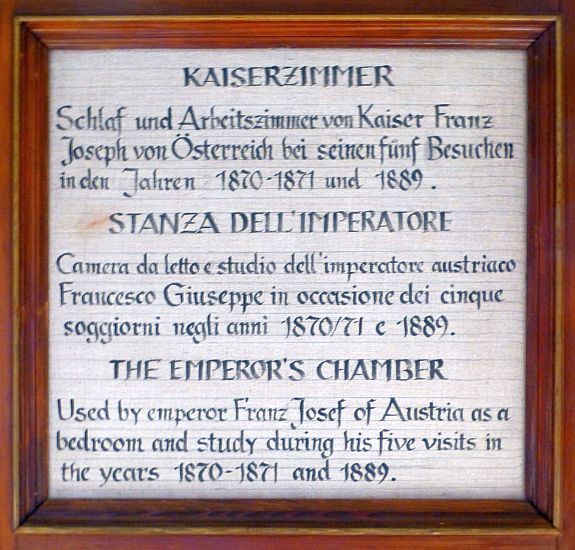 KAISERZIMMER
Schlaf und Arbeitszimmer von Kaiser Franz
Joseph von Österreich bei seinen fünf Besuchen
in den Jahren 1870-1871 und 1889.
STANZA DELL'IMPERATORE
Camera da letto e studio dell'imperatore austriaco
Francesco Giuseppe in occasione dei cinque
soggiorni negli anni 1870/71 e 1889.
THE EMPEROR'S CHAMBER
Used by emperor Franz Josef of Austria as a
bedroom and study during his five visits in
the years 1870-1871 and 1889.